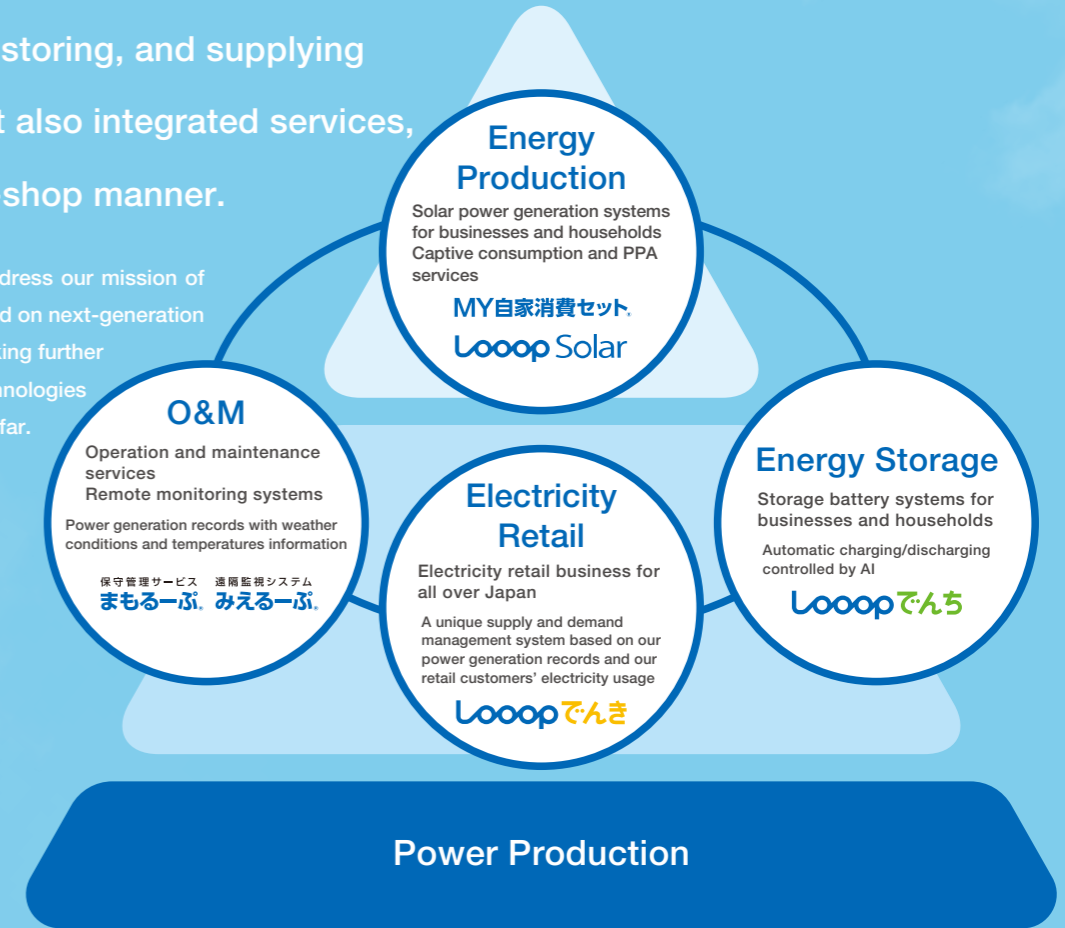 storing, and supplying
also integrated services,
shop manner.
dress our mission of
d on next-generation
king further
hnologies
far.
Energy
Production
Solar power generation systems
for businesses and households
Captive consumption and PPA
services
MY自家消費セット®
Looop Solar
O&M
Operation and maintenance
services
Remote monitoring systems
Power generation records with weather
conditions and temperatures information
保守管理サービス 遠隔監視システム
まもるーぷ® みえるーぷ®
Electricity
Retail
Electricity retail business for
all over Japan
A unique supply and demand
management system based on our
power generation records and our
retail customers' electricity usage
Looopでんき
Energy Storage
Storage battery systems for
businesses and households
Automatic charging/discharging
controlled by AI
Looopでんち
Power Production